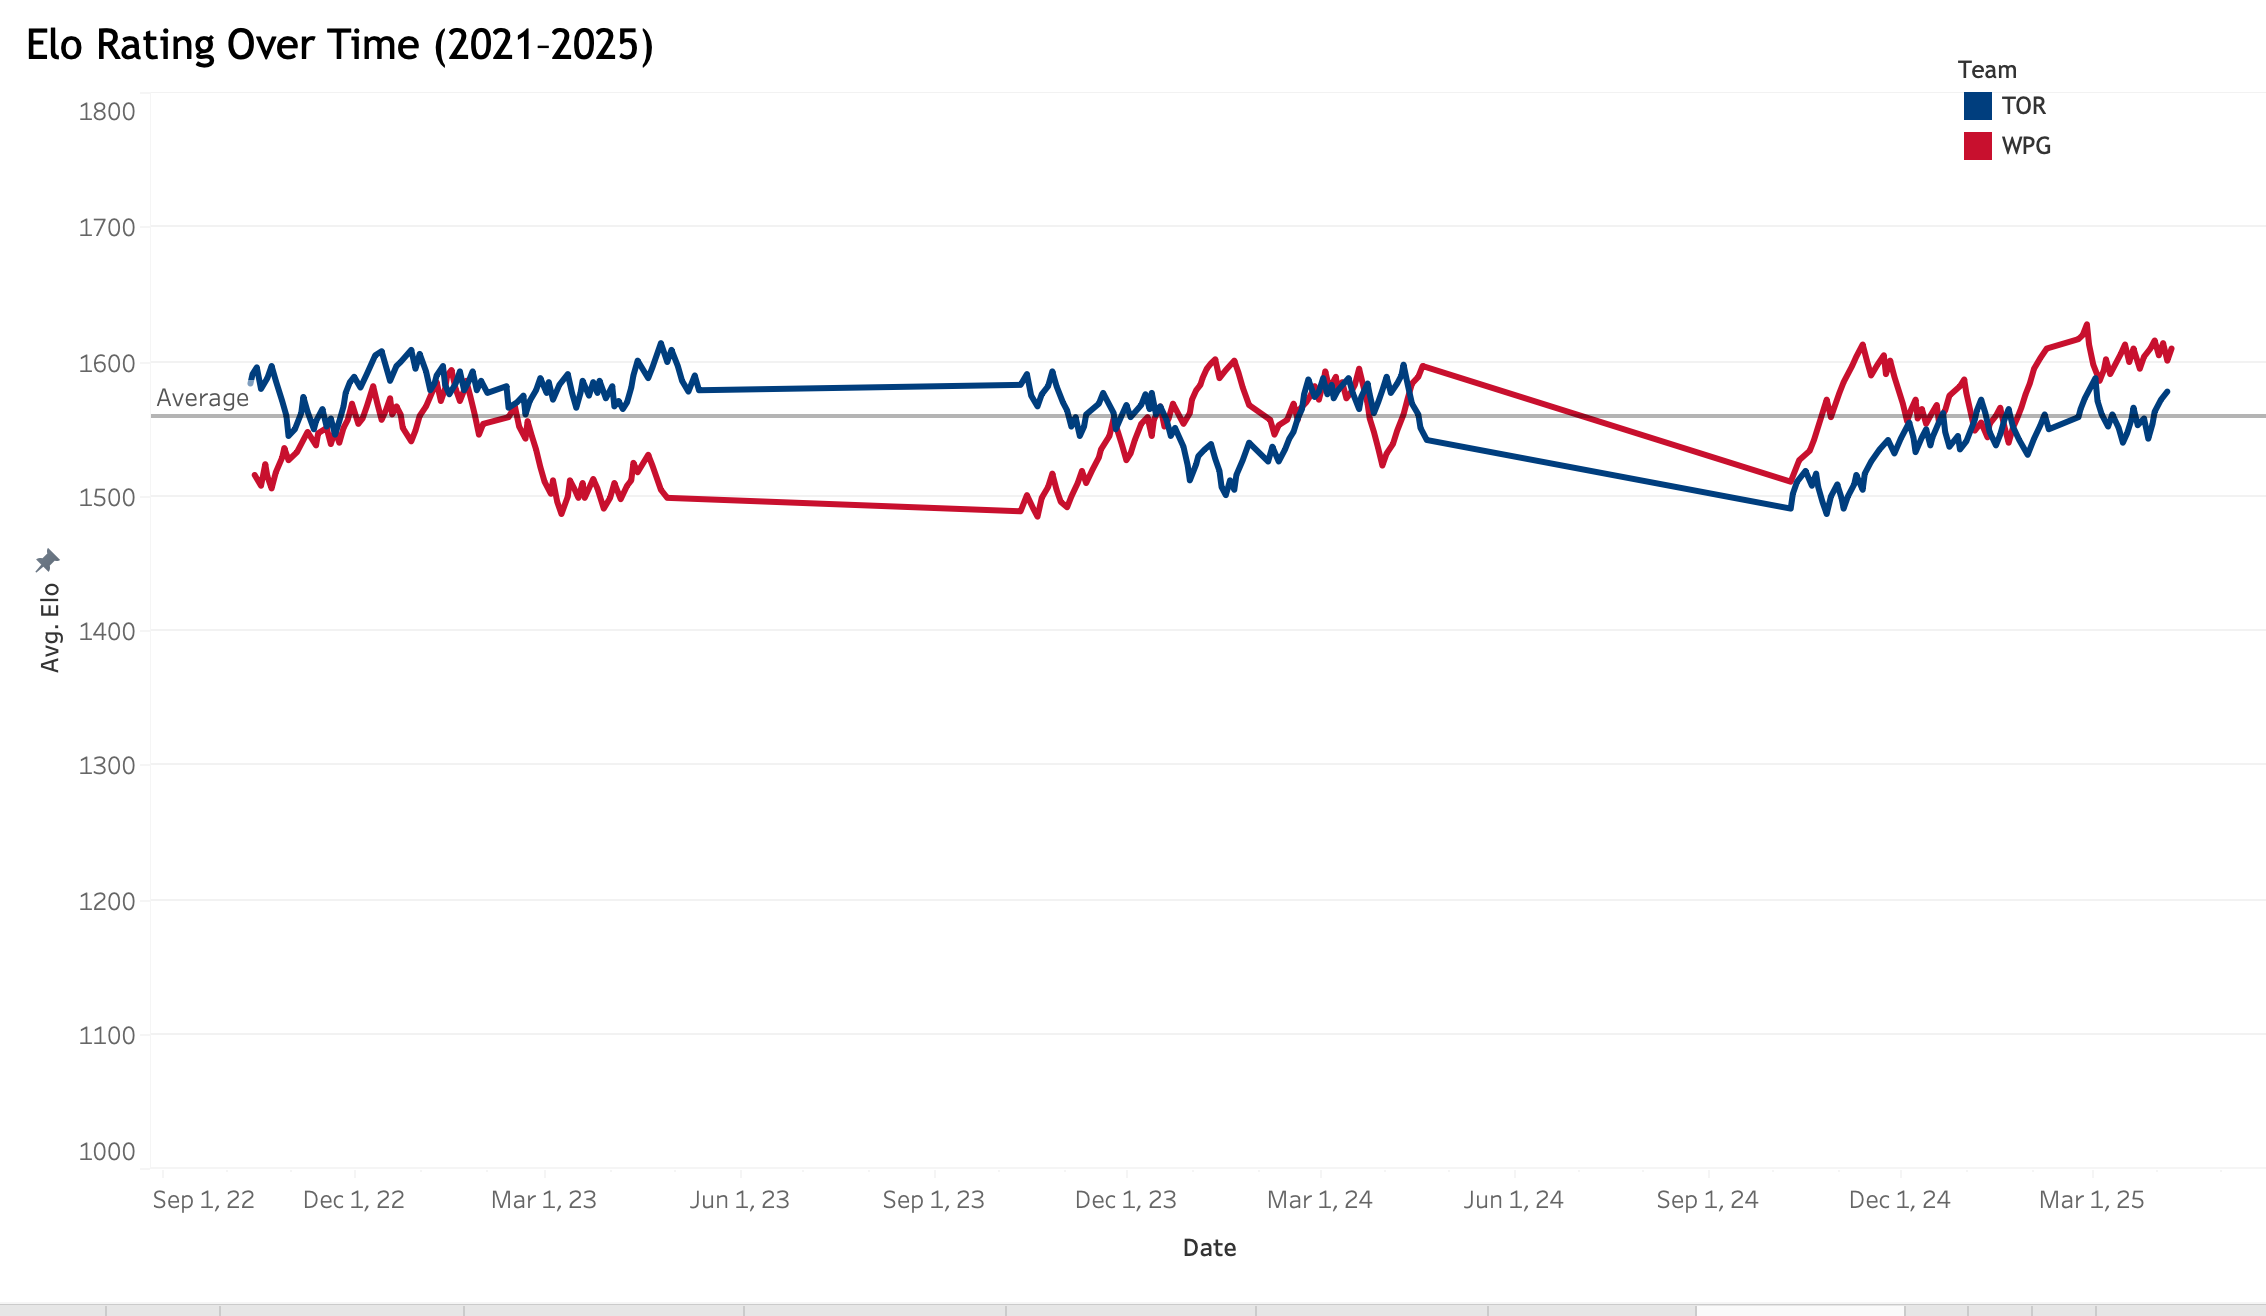 Elo Rating Over Time (2021-2025)
Team
TOR
WPG
1800
1700
1600
Average
1500
1400
1300
1200
1100
1000
Avg. Elo
Sep 1, 22 Dec 1, 22 Mar 1, 23 Jun 1, 23 Sep 1, 23 Dec 1, 23 Mar 1, 24 Jun 1, 24 Sep 1, 24 Dec 1, 24 Mar 1, 25
Date